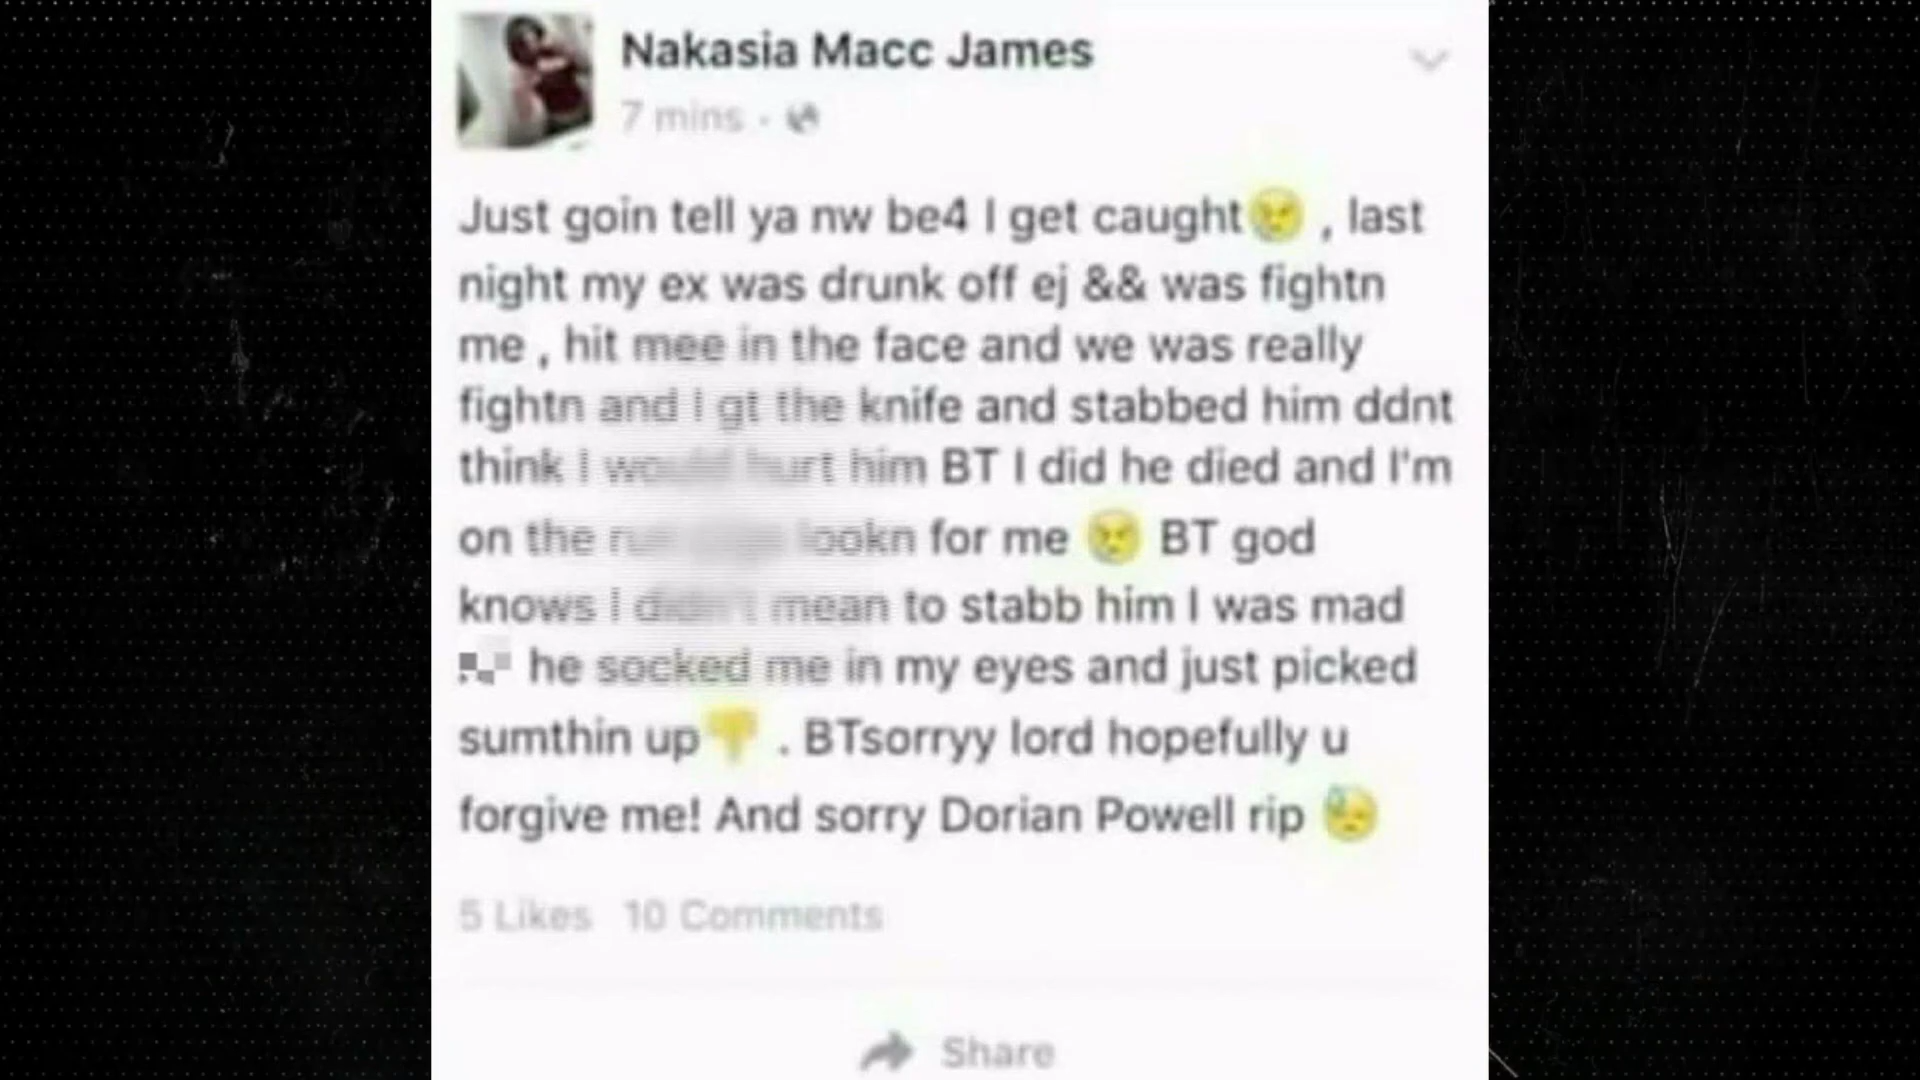 Nakasia Macc James
7 mins ·
Just goin tell ya nw be4 I get caught😢 , last
night my ex was drunk off ej && was fightn
me , hit mee in the face and we was really
fightn and I gt the knife and stabbed him ddnt
think I would hurt him BT I did he died and I'm
on the lookn for me 😢 BT god
knows I didn't mean to stabb him I was mad
he socked me in my eyes and just picked
sumthin up👎 . BTsorryy lord hopefully u
forgive me! And sorry Dorian Powell rip 😓
5 Likes 10 Comments
Share